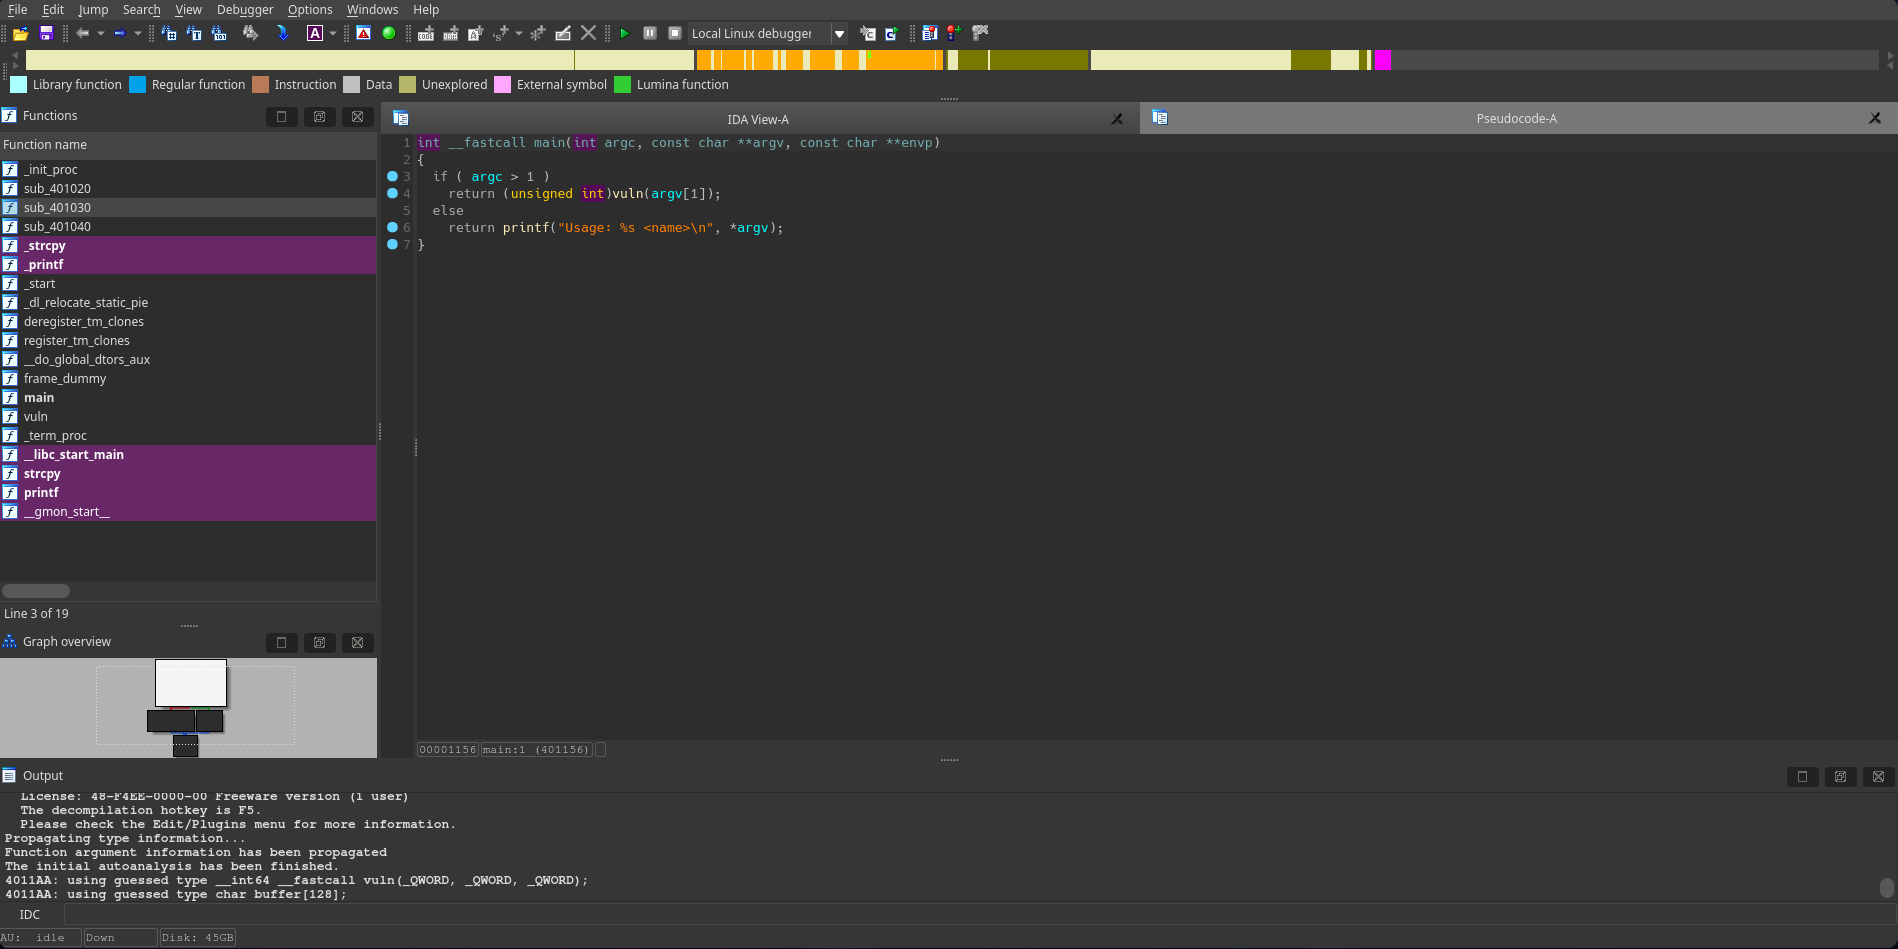 File Edit Jump Search View Debugger Options Windows Help
A Local Linux debugger
Library function Regular function Instruction Data Unexplored External symbol Lumina function
Functions
Function name
_init_proc
sub_401020
sub_401030
sub_401040
_strcpy
_printf
_start
_dl_relocate_static_pie
deregister_tm_clones
register_tm_clones
__do_global_dtors_aux
frame_dummy
main
vuln
_term_proc
__libc_start_main
strcpy
printf
__gmon_start__
Line 3 of 19
Graph overview
IDA View-A
Pseudocode-A
1 int __fastcall main(int argc, const char **argv, const char **envp)
2 {
3 if ( argc > 1 )
4 return (unsigned int)vuln(argv[1]);
5 else
6 return printf("Usage: %s <name>\n", *argv);
7 }
00001156 main:1 (401156)
Output
License: 48-F4EE-0000-00 Freeware version (1 user)
The decompilation hotkey is F5.
Please check the Edit/Plugins menu for more information.
Propagating type information...
Function argument information has been propagated
The initial autoanalysis has been finished.
4011AA: using guessed type __int64 __fastcall vuln(_QWORD, _QWORD, _QWORD);
4011AA: using guessed type char buffer[128];
IDC
AU: idle Down Disk: 45GB